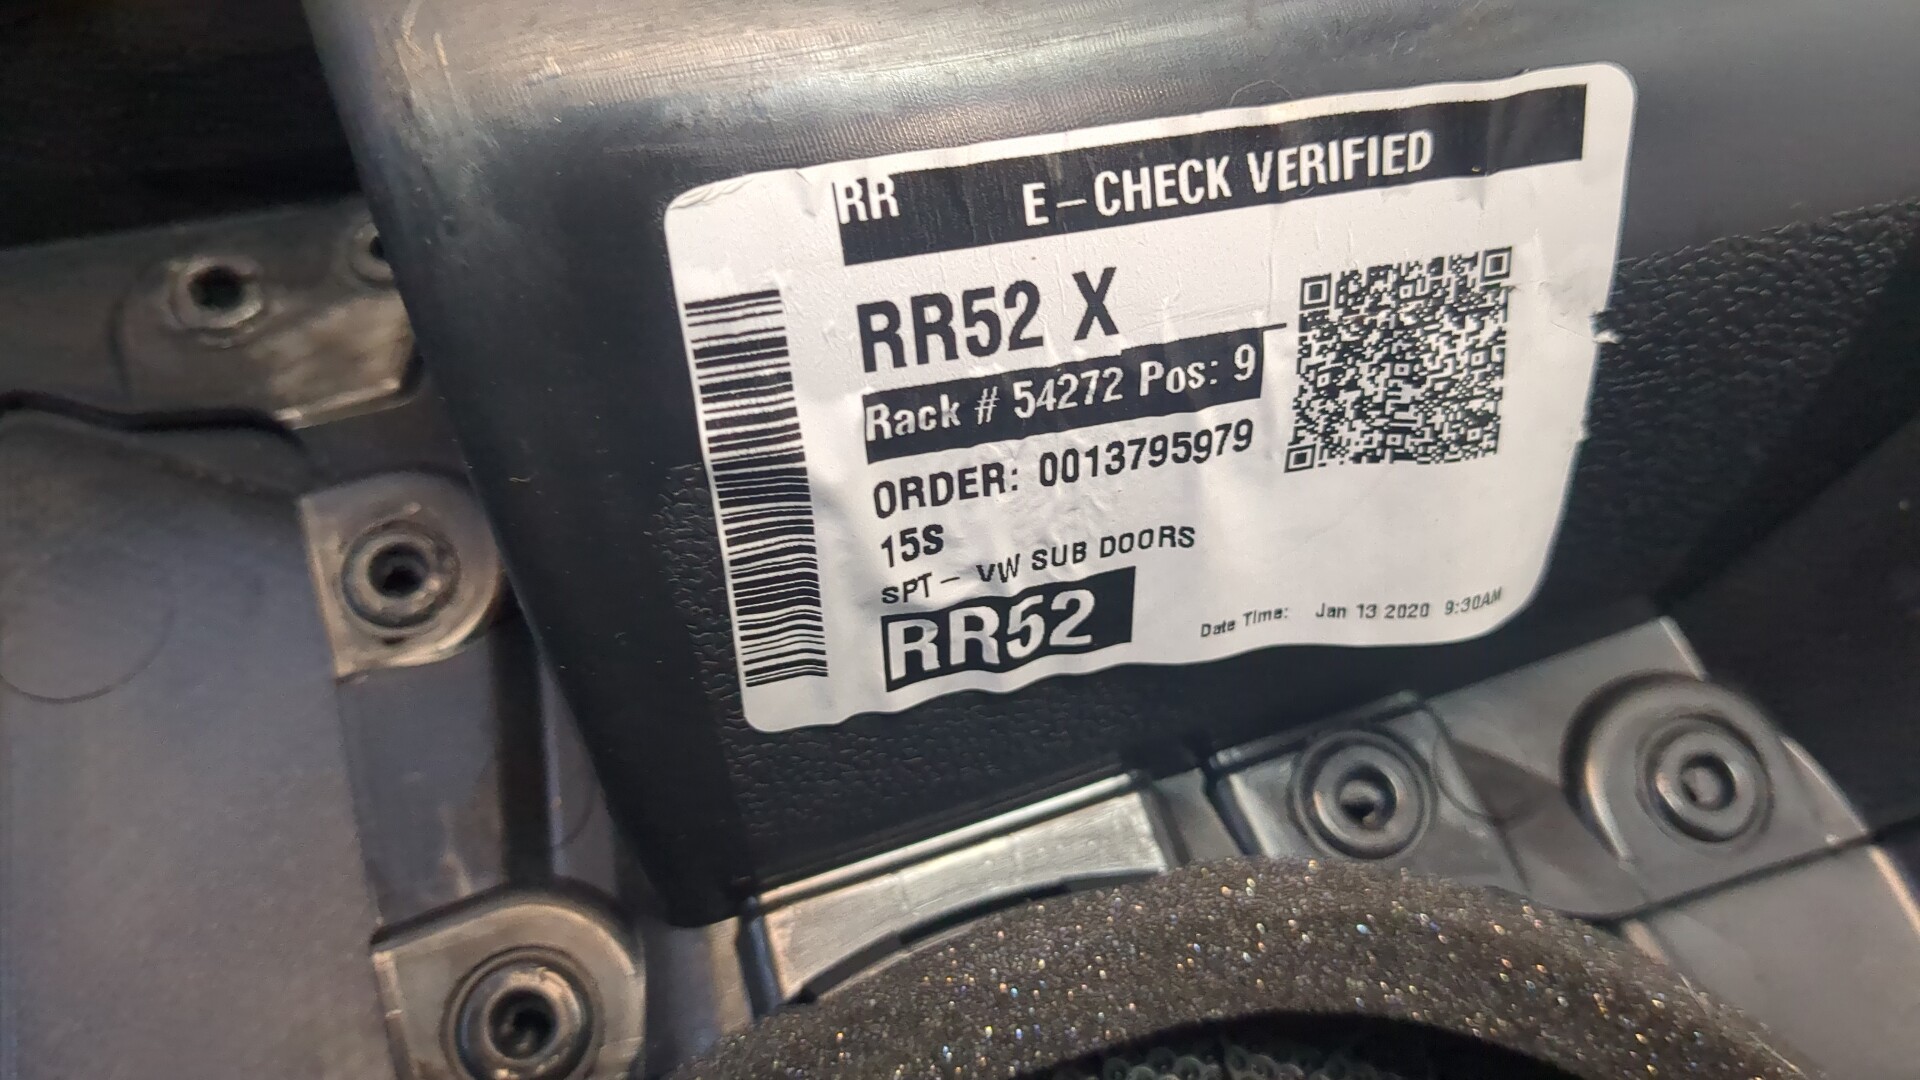 RR E-CHECK VERIFIED
RR52 X
Rack # 54272 Pos: 9
ORDER: 0013795979
15S
SPT- VW SUB DOORS
RR52
Date Time: Jan 13 2020 9:30AM